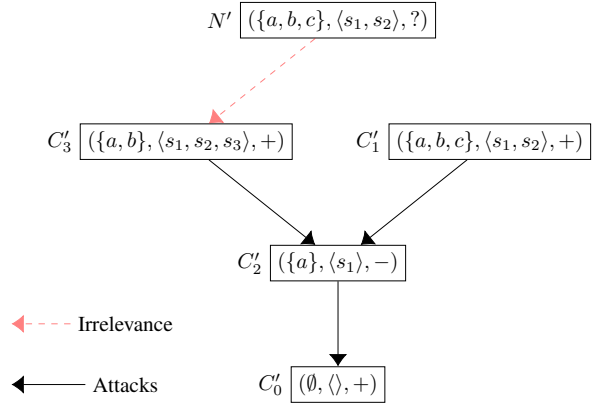 N′ ({a, b, c}, ⟨s₁, s₂⟩, ?)
C′₃ ({a, b}, ⟨s₁, s₂, s₃⟩, +)
C′₁ ({a, b, c}, ⟨s₁, s₂⟩, +)
C′₂ ({a}, ⟨s₁⟩, −)
Irrelevance
Attacks
C′₀ (∅, ⟨⟩, +)